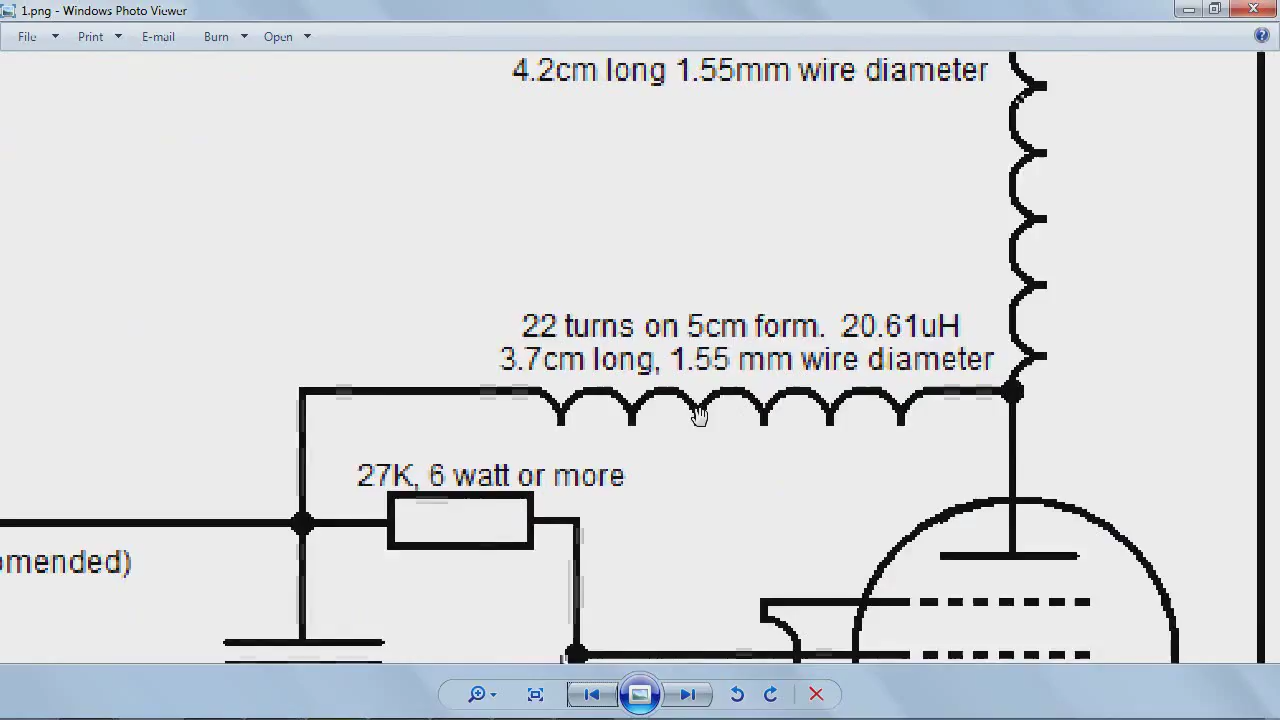 1.png - Windows Photo Viewer
File Print E-mail Burn Open
4.2cm long 1.55mm wire diameter
22 turns on 5cm form. 20.61uH
3.7cm long, 1.55 mm wire diameter
27K, 6 watt or more
omended)